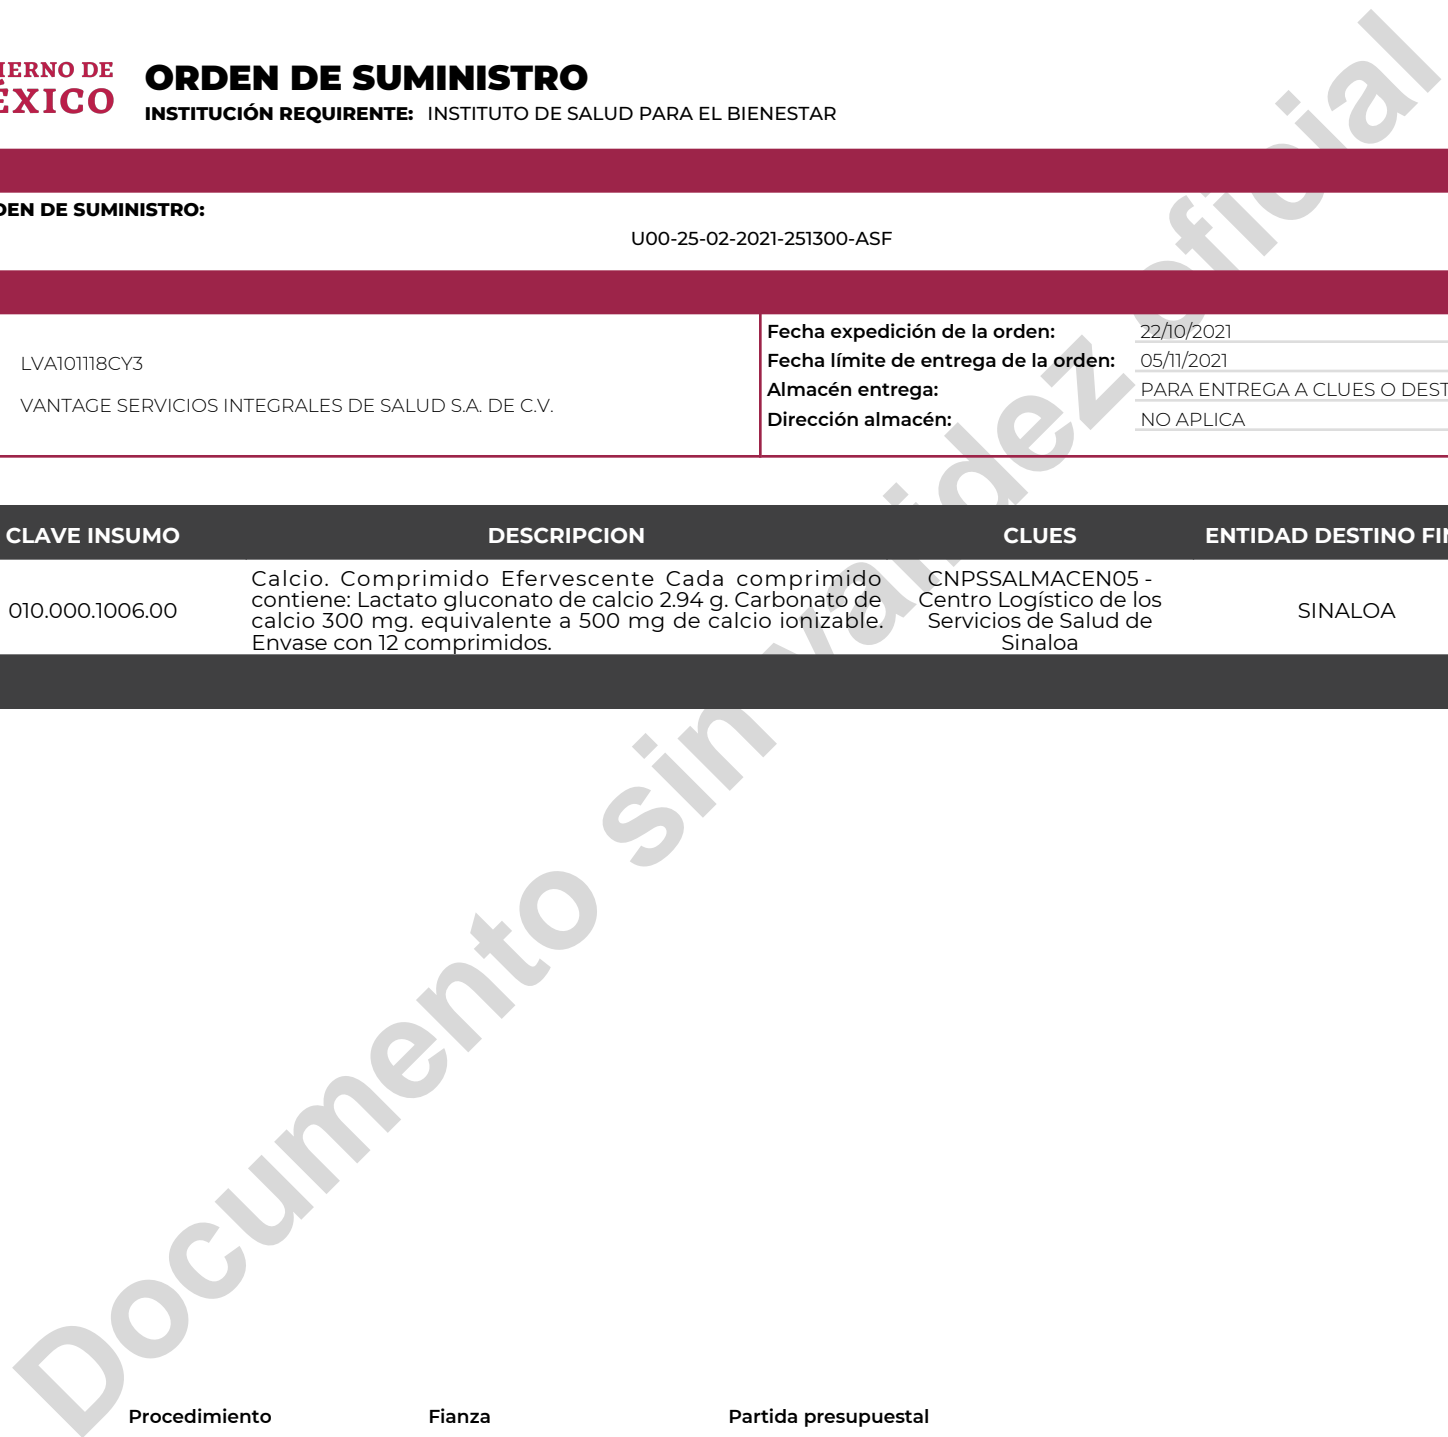 IERNO DE
ÉXICO
ORDEN DE SUMINISTRO
INSTITUCIÓN REQUIRENTE: INSTITUTO DE SALUD PARA EL BIENESTAR
DEN DE SUMINISTRO:
U00-25-02-2021-251300-ASF
LVA101118CY3
VANTAGE SERVICIOS INTEGRALES DE SALUD S.A. DE C.V.
Fecha expedición de la orden: 22/10/2021
Fecha límite de entrega de la orden: 05/11/2021
Almacén entrega: PARA ENTREGA A CLUES O DEST
Dirección almacén: NO APLICA
CLAVE INSUMO DESCRIPCION CLUES ENTIDAD DESTINO FIN
010.000.1006.00
Calcio. Comprimido Efervescente Cada comprimido
contiene: Lactato gluconato de calcio 2.94 g. Carbonato de
calcio 300 mg. equivalente a 500 mg de calcio ionizable.
Envase con 12 comprimidos.
CNPSSALMACEN05 -
Centro Logístico de los
Servicios de Salud de
Sinaloa
SINALOA
Documento sin validez oficial
Procedimiento Fianza Partida presupuestal